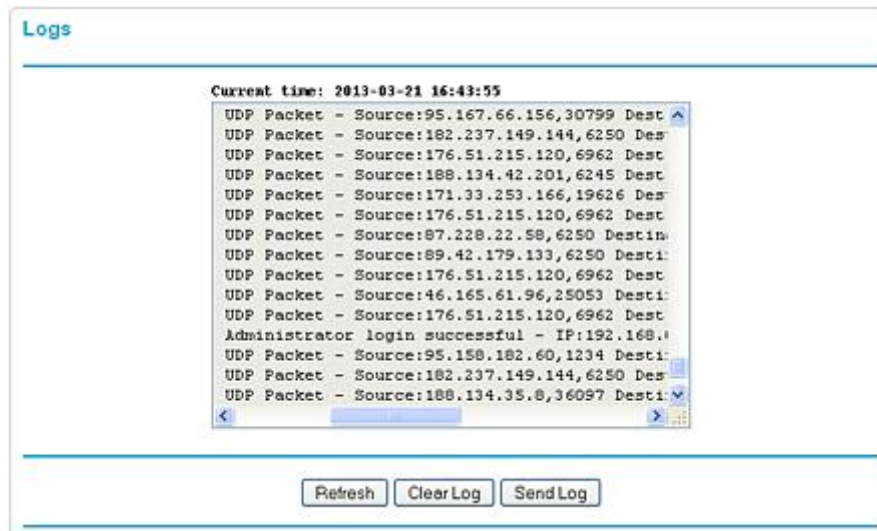 Logs
Current time: 2013-03-21 16:43:55
UDP Packet - Source:95.167.66.156,30799 Dest
UDP Packet - Source:182.237.149.144,6250 Des
UDP Packet - Source:176.51.215.120,6962 Dest
UDP Packet - Source:188.134.42.201,6245 Dest
UDP Packet - Source:171.33.253.166,19626 Des
UDP Packet - Source:176.51.215.120,6962 Dest
UDP Packet - Source:87.228.22.58,6250 Destin
UDP Packet - Source:89.42.179.133,6250 Desti
UDP Packet - Source:176.51.215.120,6962 Dest
UDP Packet - Source:46.165.61.96,25053 Desti
UDP Packet - Source:176.51.215.120,6962 Dest
Administrator login successful - IP:192.168.
UDP Packet - Source:95.158.182.60,1234 Desti
UDP Packet - Source:182.237.149.144,6250 Des
UDP Packet - Source:188.134.35.8,36097 Desti
Refresh Clear Log Send Log